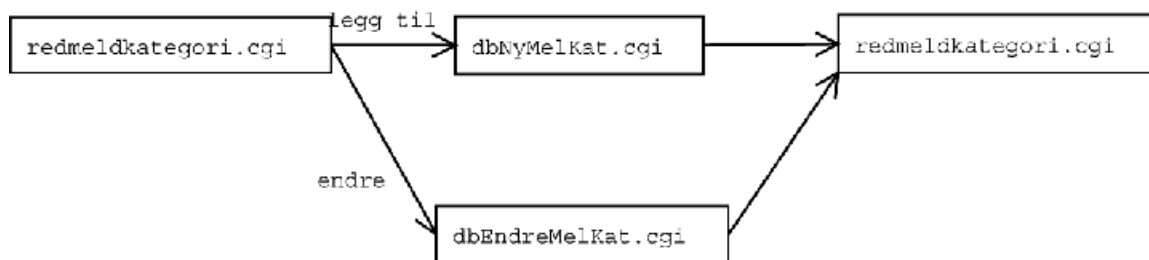 legg til
redmeldkategori.cgi
dbNyMelKat.cgi
redmeldkategori.cgi
endre
dbEndreMelKat.cgi